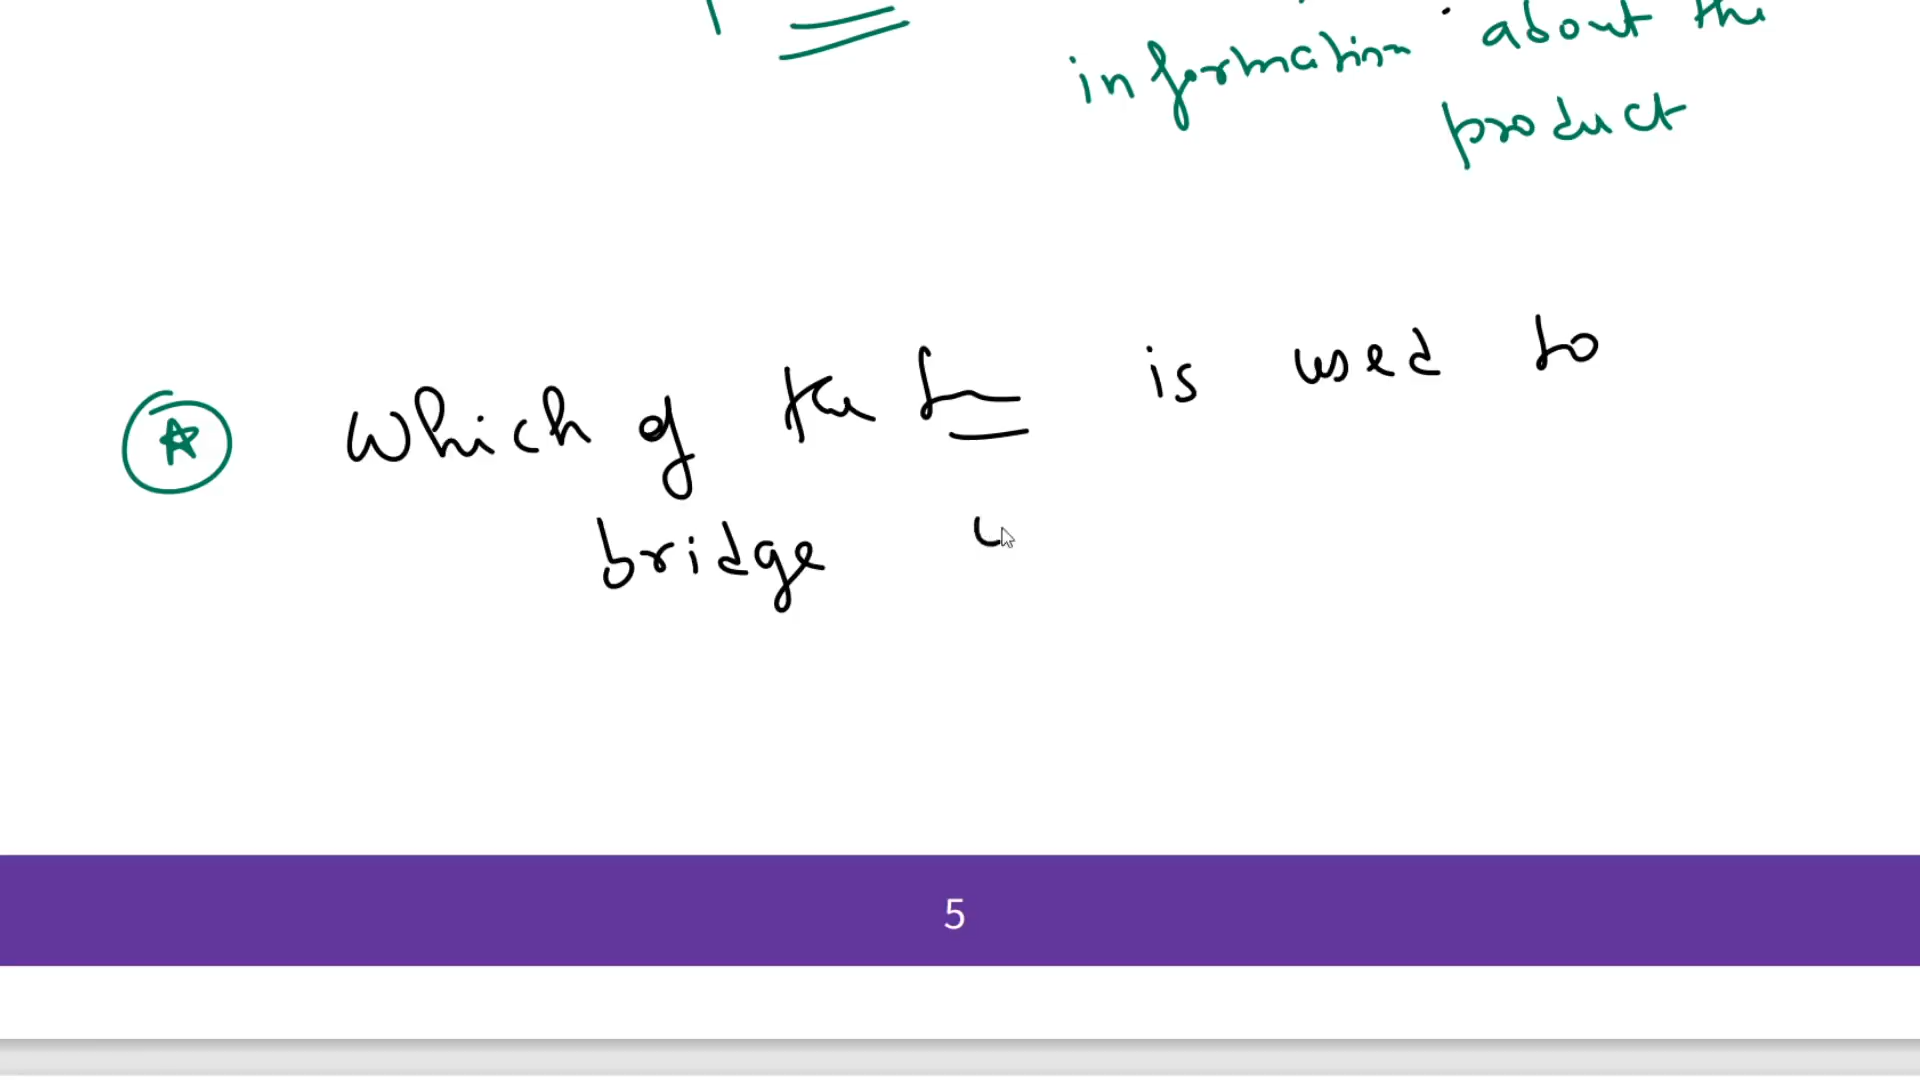 information about the
product
Which of the is used to
bridge
5